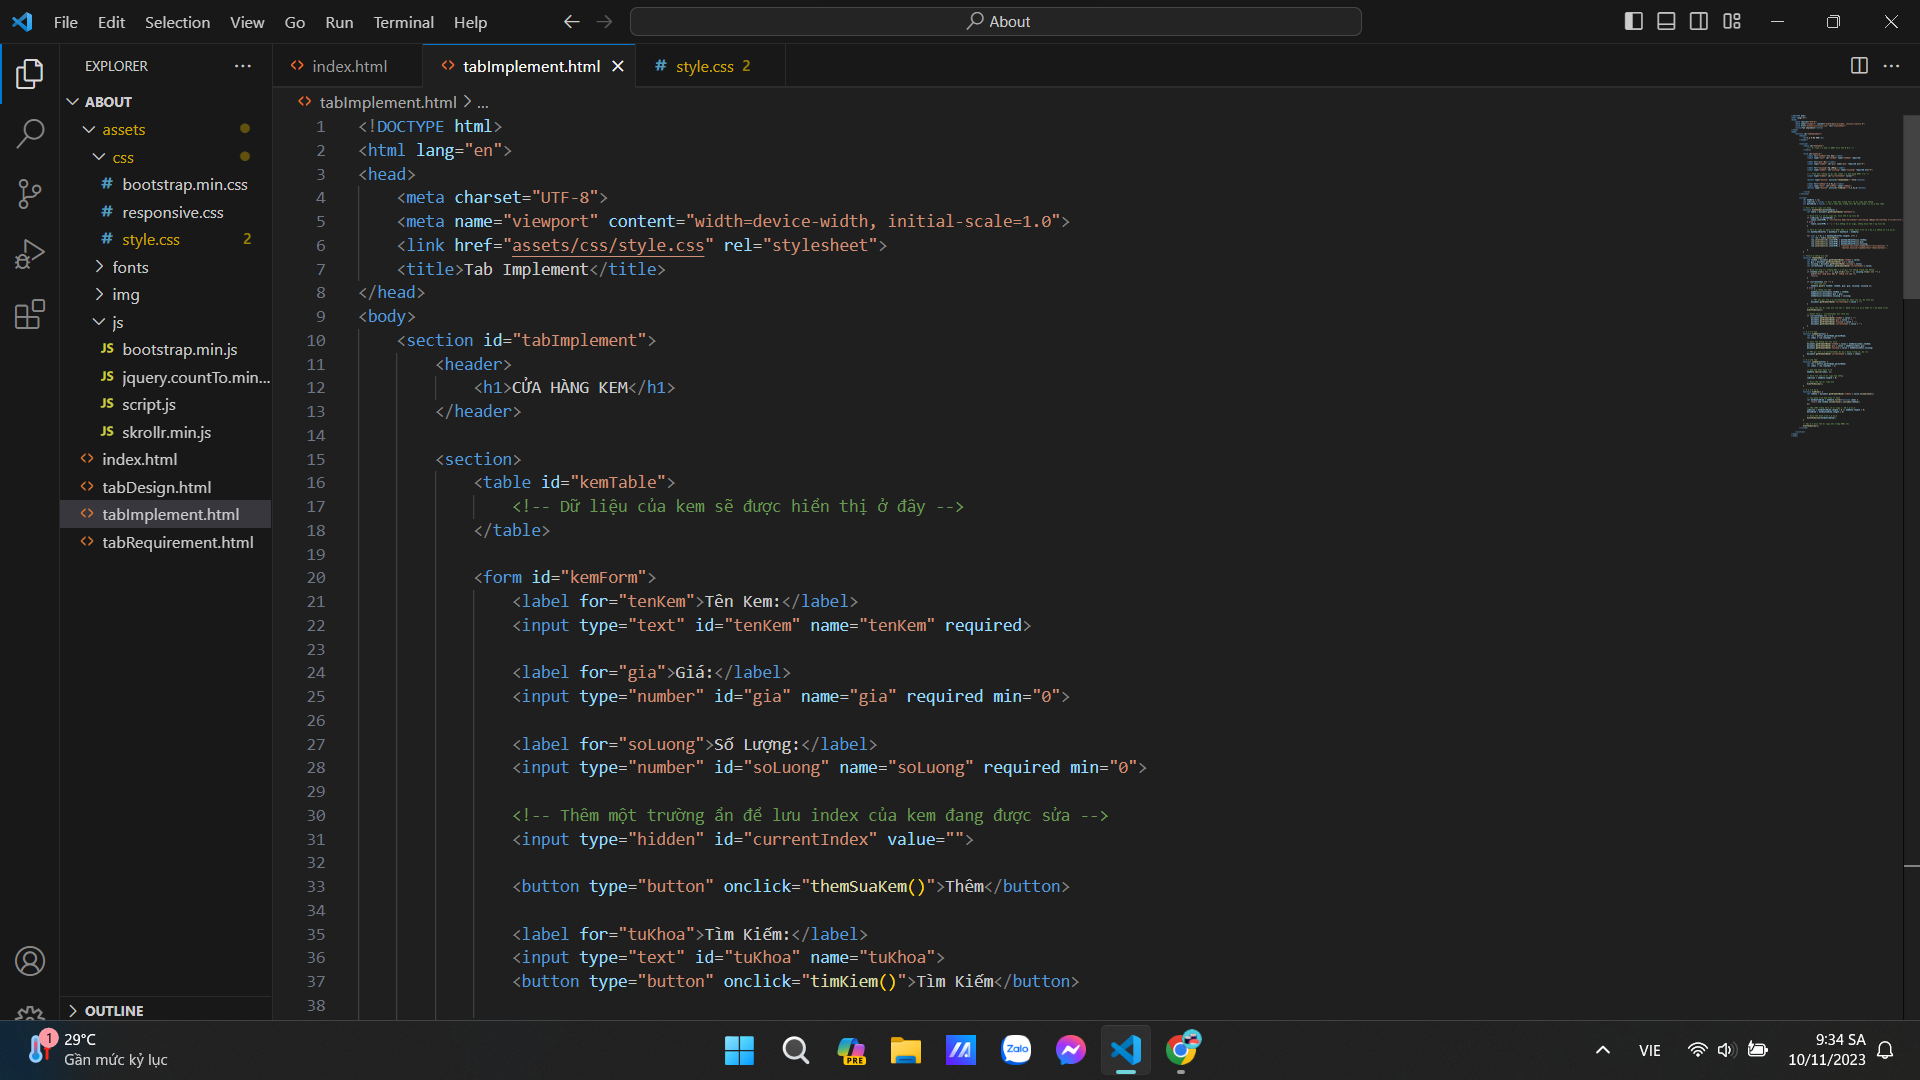 File Edit Selection View Go Run Terminal Help
About
EXPLORER
ABOUT
assets
css
bootstrap.min.css
responsive.css
style.css 2
fonts
img
js
JS bootstrap.min.js
JS jquery.countTo.min...
JS script.js
JS skrollr.min.js
index.html
tabDesign.html
tabImplement.html
tabRequirement.html
OUTLINE
index.html
tabImplement.html
style.css 2
tabImplement.html > ...
1 <!DOCTYPE html>
2 <html lang="en">
3 <head>
4 <meta charset="UTF-8">
5 <meta name="viewport" content="width=device-width, initial-scale=1.0">
6 <link href="assets/css/style.css" rel="stylesheet">
7 <title>Tab Implement</title>
8 </head>
9 <body>
10 <section id="tabImplement">
11 <header>
12 <h1>CỬA HÀNG KEM</h1>
13 </header>
14
15 <section>
16 <table id="kemTable">
17 <!-- Dữ liệu của kem sẽ được hiển thị ở đây -->
18 </table>
19
20 <form id="kemForm">
21 <label for="tenKem">Tên Kem:</label>
22 <input type="text" id="tenKem" name="tenKem" required>
23
24 <label for="gia">Giá:</label>
25 <input type="number" id="gia" name="gia" required min="0">
26
27 <label for="soLuong">Số Lượng:</label>
28 <input type="number" id="soLuong" name="soLuong" required min="0">
29
30 <!-- Thêm một trường ẩn để lưu index của kem đang được sửa -->
31 <input type="hidden" id="currentIndex" value="">
32
33 <button type="button" onclick="themSuaKem()">Thêm</button>
34
35 <label for="tuKhoa">Tìm Kiếm:</label>
36 <input type="text" id="tuKhoa" name="tuKhoa">
37 <button type="button" onclick="timKiem()">Tìm Kiếm</button>
38
1
29°C
Gần mức kỷ lục
PRE
Zalo
VIE
9:34 SA
10/11/2023